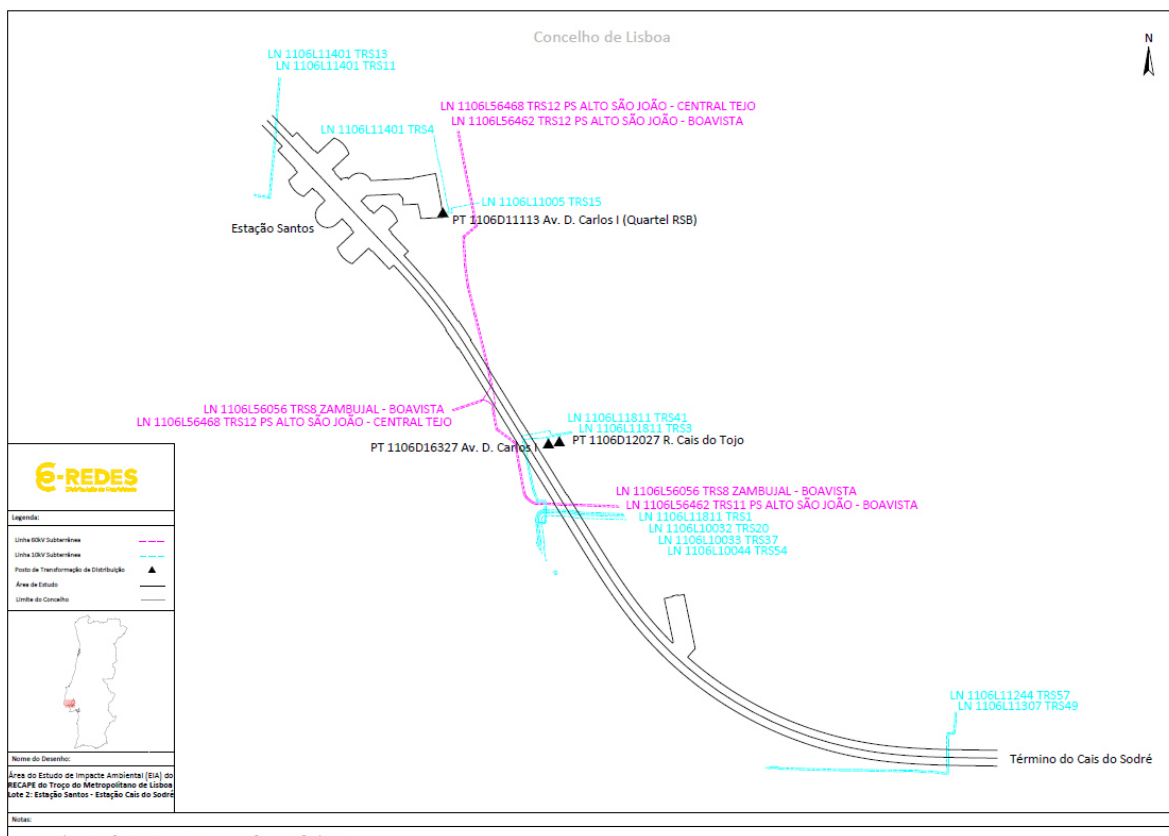 Concelho de Lisboa
N
LN 1106L11401 TRS13
LN 1106L11401 TRS11
LN 1106L56468 TRS12 PS ALTO SÃO JOÃO - CENTRAL TEJO
LN 1106L56462 TRS12 PS ALTO SÃO JOÃO - BOAVISTA
LN 1106L11401 TRS4
LN 1106L11005 TRS15
PT 1106D11113 Av. D. Carlos I (Quartel RSB)
Estação Santos
LN 1106L56056 TRS8 ZAMBUJAL - BOAVISTA
LN 1106L56468 TRS12 PS ALTO SÃO JOÃO - CENTRAL TEJO
LN 1106L11811 TRS41
LN 1106L11811 TRS3
PT 1106D16327 Av. D. Carlos I
PT 1106D12027 R. Cais do Tojo
LN 1106L56056 TRS8 ZAMBUJAL - BOAVISTA
LN 1106L56462 TRS11 PS ALTO SÃO JOÃO - BOAVISTA
LN 1106L11811 TRS1
LN 1106L10032 TRS20
LN 1106L10033 TRS37
LN 1106L10044 TRS54
LN 1106L11244 TRS57
LN 1106L11307 TRS49
Término do Cais do Sodré
E-REDES
Legenda:
Linha 60kV Subterrânea
Linha 10kV Subterrânea
Posto de Transformação de Distribuição
Área de Estudo
Limite do Concelho
Nome do Desenho:
Área do Estudo de Impacte Ambiental (EIA) do
RECAPE do Troço do Metropolitano de Lisboa
Lote 2: Estação Santos - Estação Cais do Sodré
Notas: